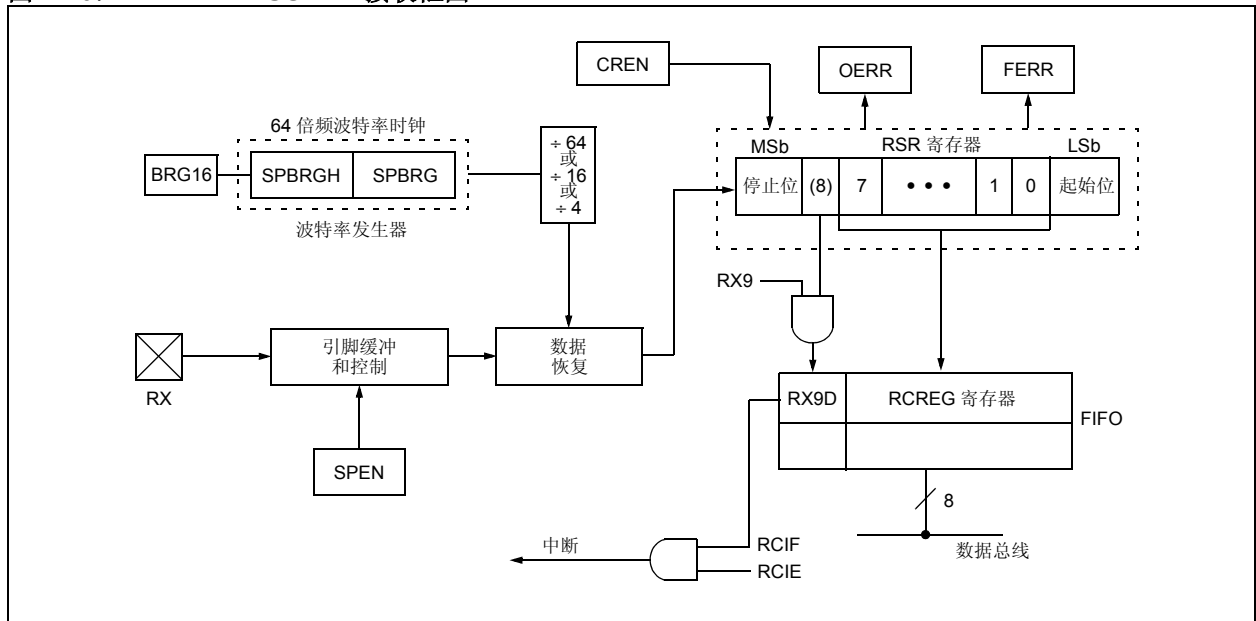 CREN
OERR
FERR
64 倍频波特率时钟
BRG16
SPBRGH
SPBRG
波特率发生器
÷ 64
或
÷ 16
或
÷ 4
MSb
RSR 寄存器
LSb
停止位
(8)
7
• • •
1
0
起始位
RX9
RX
引脚缓冲
和控制
数据
恢复
SPEN
RX9D
RCREG 寄存器
FIFO
8
数据总线
中断
RCIF
RCIE